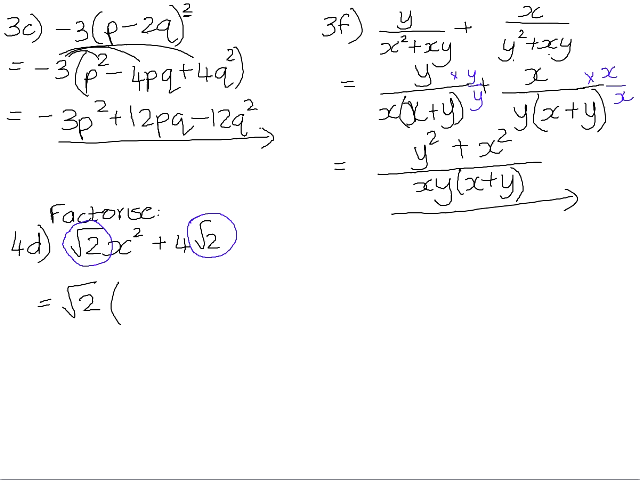 3c) -3(p-2q)²
= -3(p² - 4pq + 4q²)
= -3p² + 12pq - 12q²
3f) y/(x²+xy) + x/(y²+xy)
= y/(x(x+y)) × y/y + x/(y(x+y)) × x/x
= (y² + x²)/(xy(x+y))
Factorise:
4d) √2x² + 4√2
= √2 (